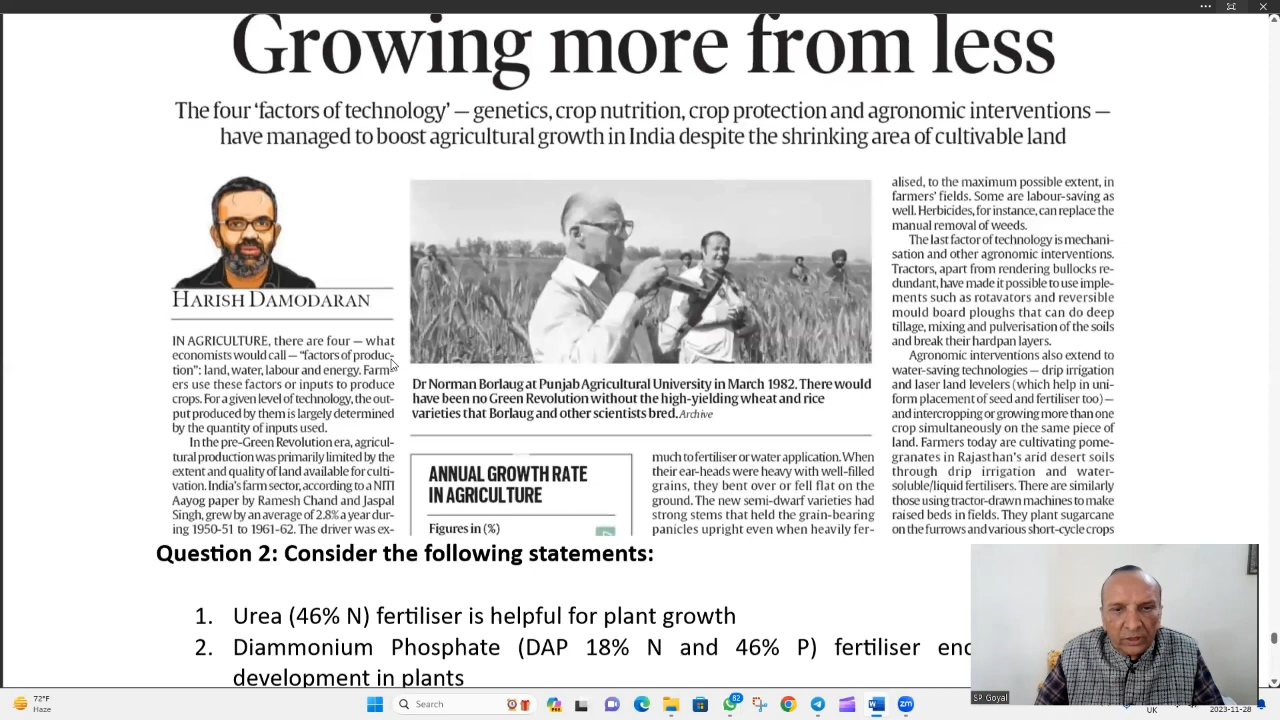 Growing more from less
The four ‘factors of technology’ — genetics, crop nutrition, crop protection and agronomic interventions —
have managed to boost agricultural growth in India despite the shrinking area of cultivable land
HARISH DAMODARAN
IN AGRICULTURE, there are four — what
economists would call — “factors of produc-
tion”: land, water, labour and energy. Farm-
ers use these factors or inputs to produce
crops. For a given level of technology, the out-
put produced by them is largely determined
by the quantity of inputs used.
In the pre-Green Revolution era, agricul-
tural production was primarily limited by the
extent and quality of land available for culti-
vation. India's farm sector, according to a NITI
Aayog paper by Ramesh Chand and Jaspal
Singh, grew by an average of 2.8% a year dur-
ing 1950-51 to 1961-62. The driver was ex-
Dr Norman Borlaug at Punjab Agricultural University in March 1982. There would
have been no Green Revolution without the high-yielding wheat and rice
varieties that Borlaug and other scientists bred. Archive
ANNUAL GROWTH RATE
IN AGRICULTURE
Figures in (%)
much to fertiliser or water application. When
their ear-heads were heavy with well-filled
grains, they bent over or fell flat on the
ground. The new semi-dwarf varieties had
strong stems that held the grain-bearing
panicles upright even when heavily fer-
alised, to the maximum possible extent, in
farmers' fields. Some are labour-saving as
well. Herbicides, for instance, can replace the
manual removal of weeds.
The last factor of technology is mechani-
sation and other agronomic interventions.
Tractors, apart from rendering bullocks re-
dundant, have made it possible to use imple-
ments such as rotavators and reversible
mould board ploughs that can do deep
tillage, mixing and pulverisation of the soils
and break their hardpan layers.
Agronomic interventions also extend to
water-saving technologies — drip irrigation
and laser land levelers (which help in uni-
form placement of seed and fertiliser too) —
and intercropping or growing more than one
crop simultaneously on the same piece of
land. Farmers today are cultivating pome-
granates in Rajasthan's arid desert soils
through drip irrigation and water-
soluble/liquid fertilisers. There are similarly
those using tractor-drawn machines to make
raised beds in fields. They plant sugarcane
on the furrows and various short-cycle crops
Question 2: Consider the following statements:
1. Urea (46% N) fertiliser is helpful for plant growth
2. Diammonium Phosphate (DAP 18% N and 46% P) fertiliser
development in plants
SP Goyal
72°F
Haze
Search
82
UK
2023-11-28